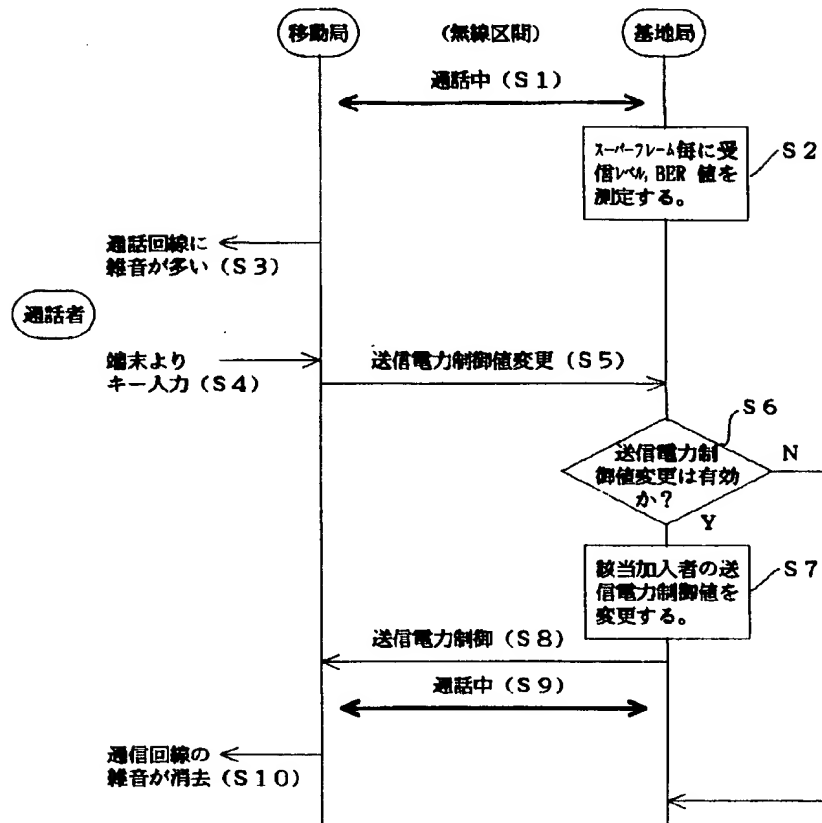 移動局
(無線区間)
基地局
通話中(S1)
スーパーフレーム毎に受
信レベル, BER 値を
測定する。
S2
通話回線に
雑音が多い(S3)
通話者
端末より
キー入力(S4)
送信電力制御値変更(S5)
S6
送信電力制
御値変更は有効
か?
N
Y
該当加入者の送
信電力制御値を
変更する。
S7
送信電力制御(S8)
通話中(S9)
通信回線の
雑音が消去(S10)